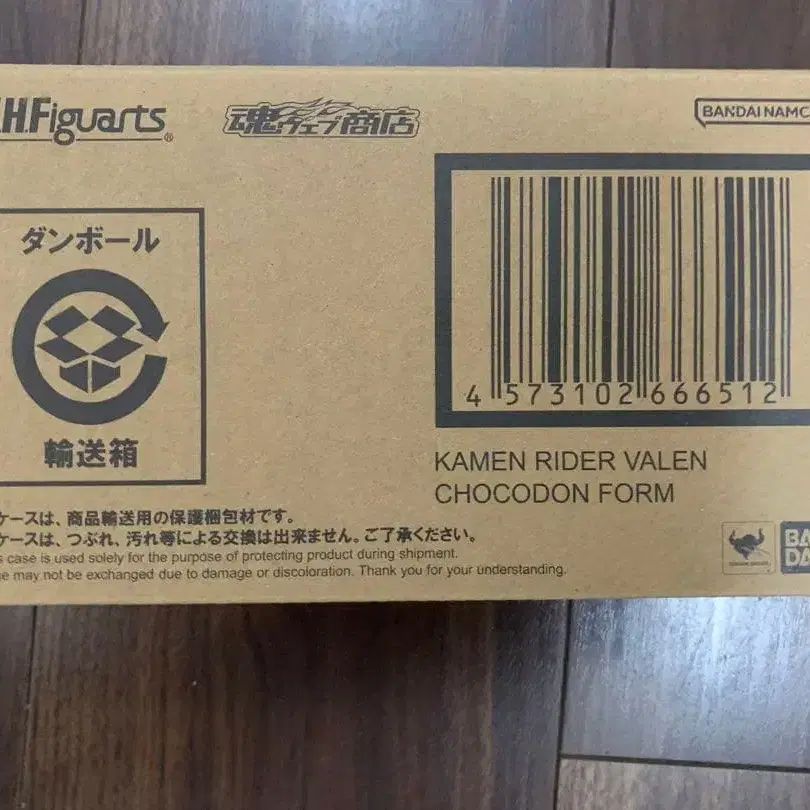 .H.Figuarts ®
魂ウェブ商店
BANDAI NAMC
ダンボール
輸送箱
4 573102 666512
KAMEN RIDER VALEN
CHOCODON FORM
ケースは、商品輸送用の保護梱包材です。
ケースは、つぶれ、汚れ等による交換は出来ません。ご了承ください。
s case is used solely for the purpose of protecting product during shipment.
se may not be exchanged due to damage or discoloration. Thank you for your understanding.
BA
DA